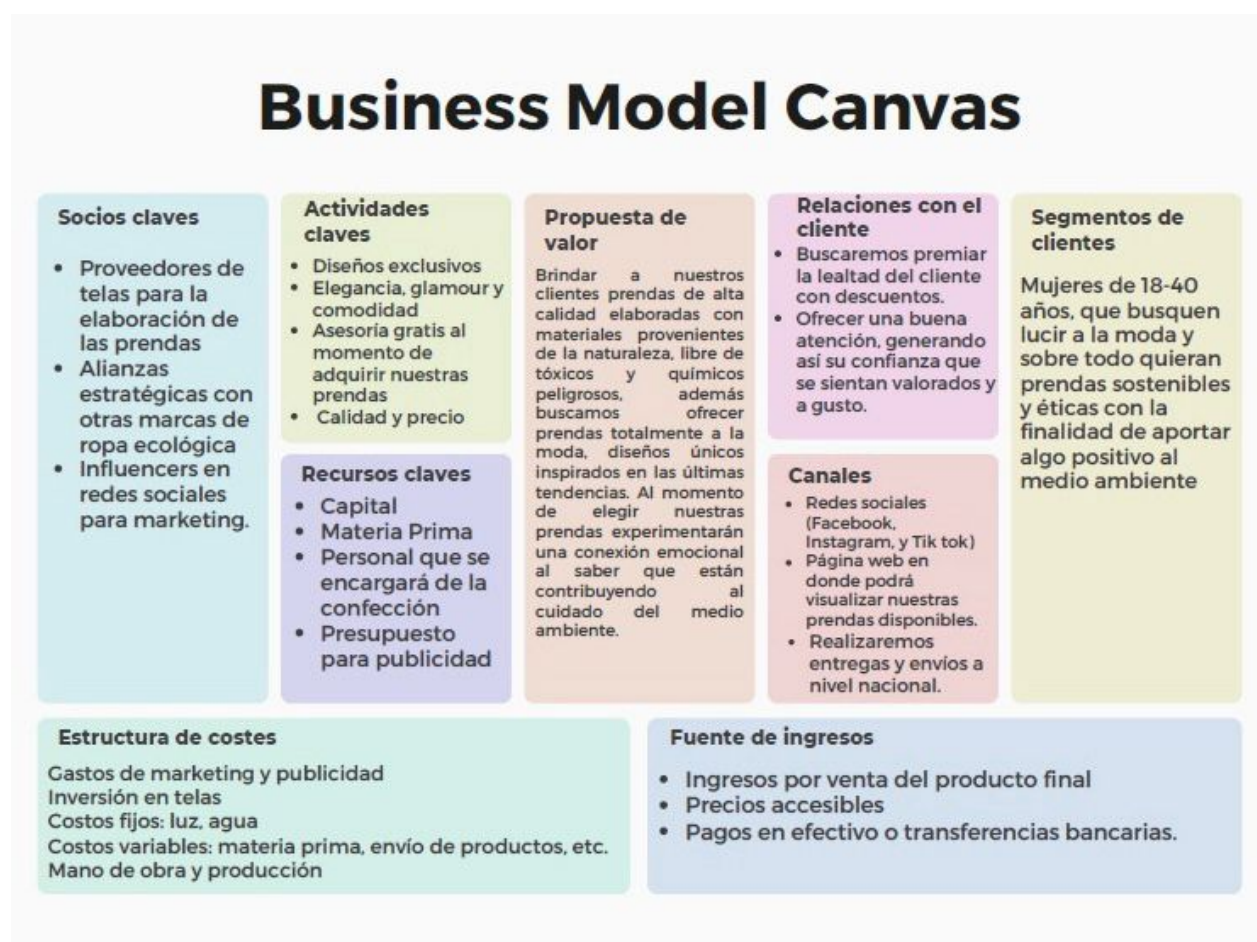 Business Model Canvas
Socios claves
• Proveedores de
telas para la
elaboración de
las prendas
• Alianzas
estratégicas con
otras marcas de
ropa ecológica
• Influencers en
redes sociales
para marketing.
Actividades
claves
• Diseños exclusivos
• Elegancia, glamour y
comodidad
• Asesoría gratis al
momento de
adquirir nuestras
prendas
• Calidad y precio
Recursos claves
• Capital
• Materia Prima
• Personal que se
encargará de la
confección
• Presupuesto
para publicidad
Propuesta de
valor
Brindar a nuestros
clientes prendas de alta
calidad elaboradas con
materiales provenientes
de la naturaleza, libre de
tóxicos y químicos
peligrosos, además
buscamos ofrecer
prendas totalmente a la
moda, diseños únicos
inspirados en las últimas
tendencias. Al momento
de elegir nuestras
prendas experimentarán
una conexión emocional
al saber que están
contribuyendo al
cuidado del medio
ambiente.
Relaciones con el
cliente
• Buscaremos premiar
la lealtad del cliente
con descuentos.
• Ofrecer una buena
atención, generando
así su confianza que
se sientan valorados y
a gusto.
Canales
• Redes sociales
(Facebook,
Instagram, y Tik tok)
• Página web en
donde podrá
visualizar nuestras
prendas disponibles.
• Realizaremos
entregas y envíos a
nivel nacional.
Segmentos de
clientes
Mujeres de 18-40
años, que busquen
lucir a la moda y
sobre todo quieran
prendas sostenibles
y éticas con la
finalidad de aportar
algo positivo al
medio ambiente
Estructura de costes
Gastos de marketing y publicidad
Inversión en telas
Costos fijos: luz, agua
Costos variables: materia prima, envío de productos, etc.
Mano de obra y producción
Fuente de ingresos
• Ingresos por venta del producto final
• Precios accesibles
• Pagos en efectivo o transferencias bancarias.